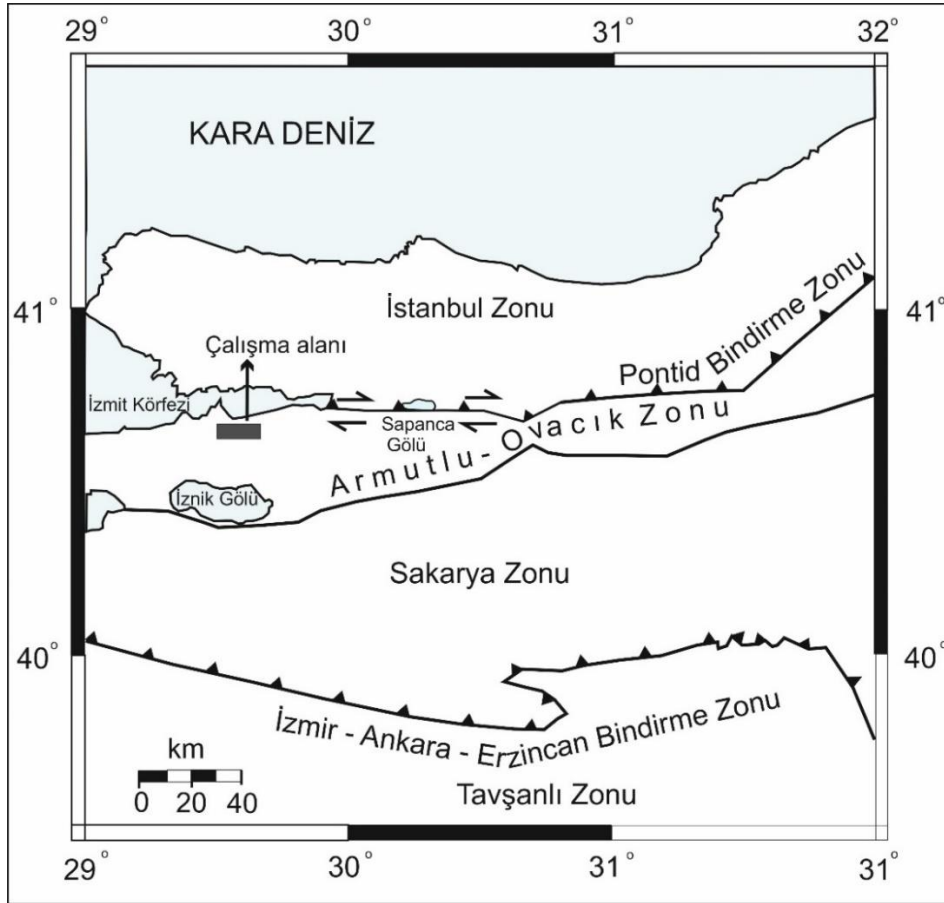 29° 30° 31° 32°
KARA DENİZ
41° 41°
İstanbul Zonu
Pontid Bindirme Zonu
Çalışma alanı
İzmit Körfezi
Sapanca
Gölü
Armutlu-Ovacık Zonu
İznik Gölü
Sakarya Zonu
40° 40°
İzmir - Ankara - Erzincan Bindirme Zonu
km
0 20 40
Tavşanlı Zonu
29° 30° 31° 31°